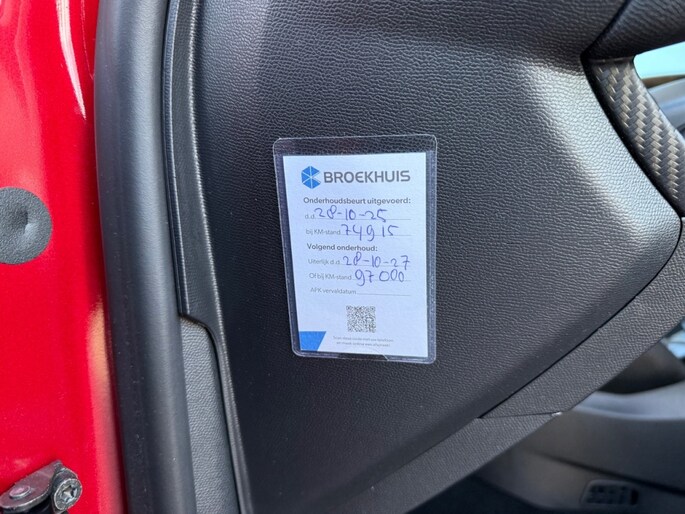 BROEKHUIS
Onderhoudsbeurt uitgevoerd:
d.d. 28-10-25
bij KM stand 74915
Volgend onderhoud:
Uiterlijk d.d. 28-10-27
Of bij KM stand 97000
APK vervaldatum